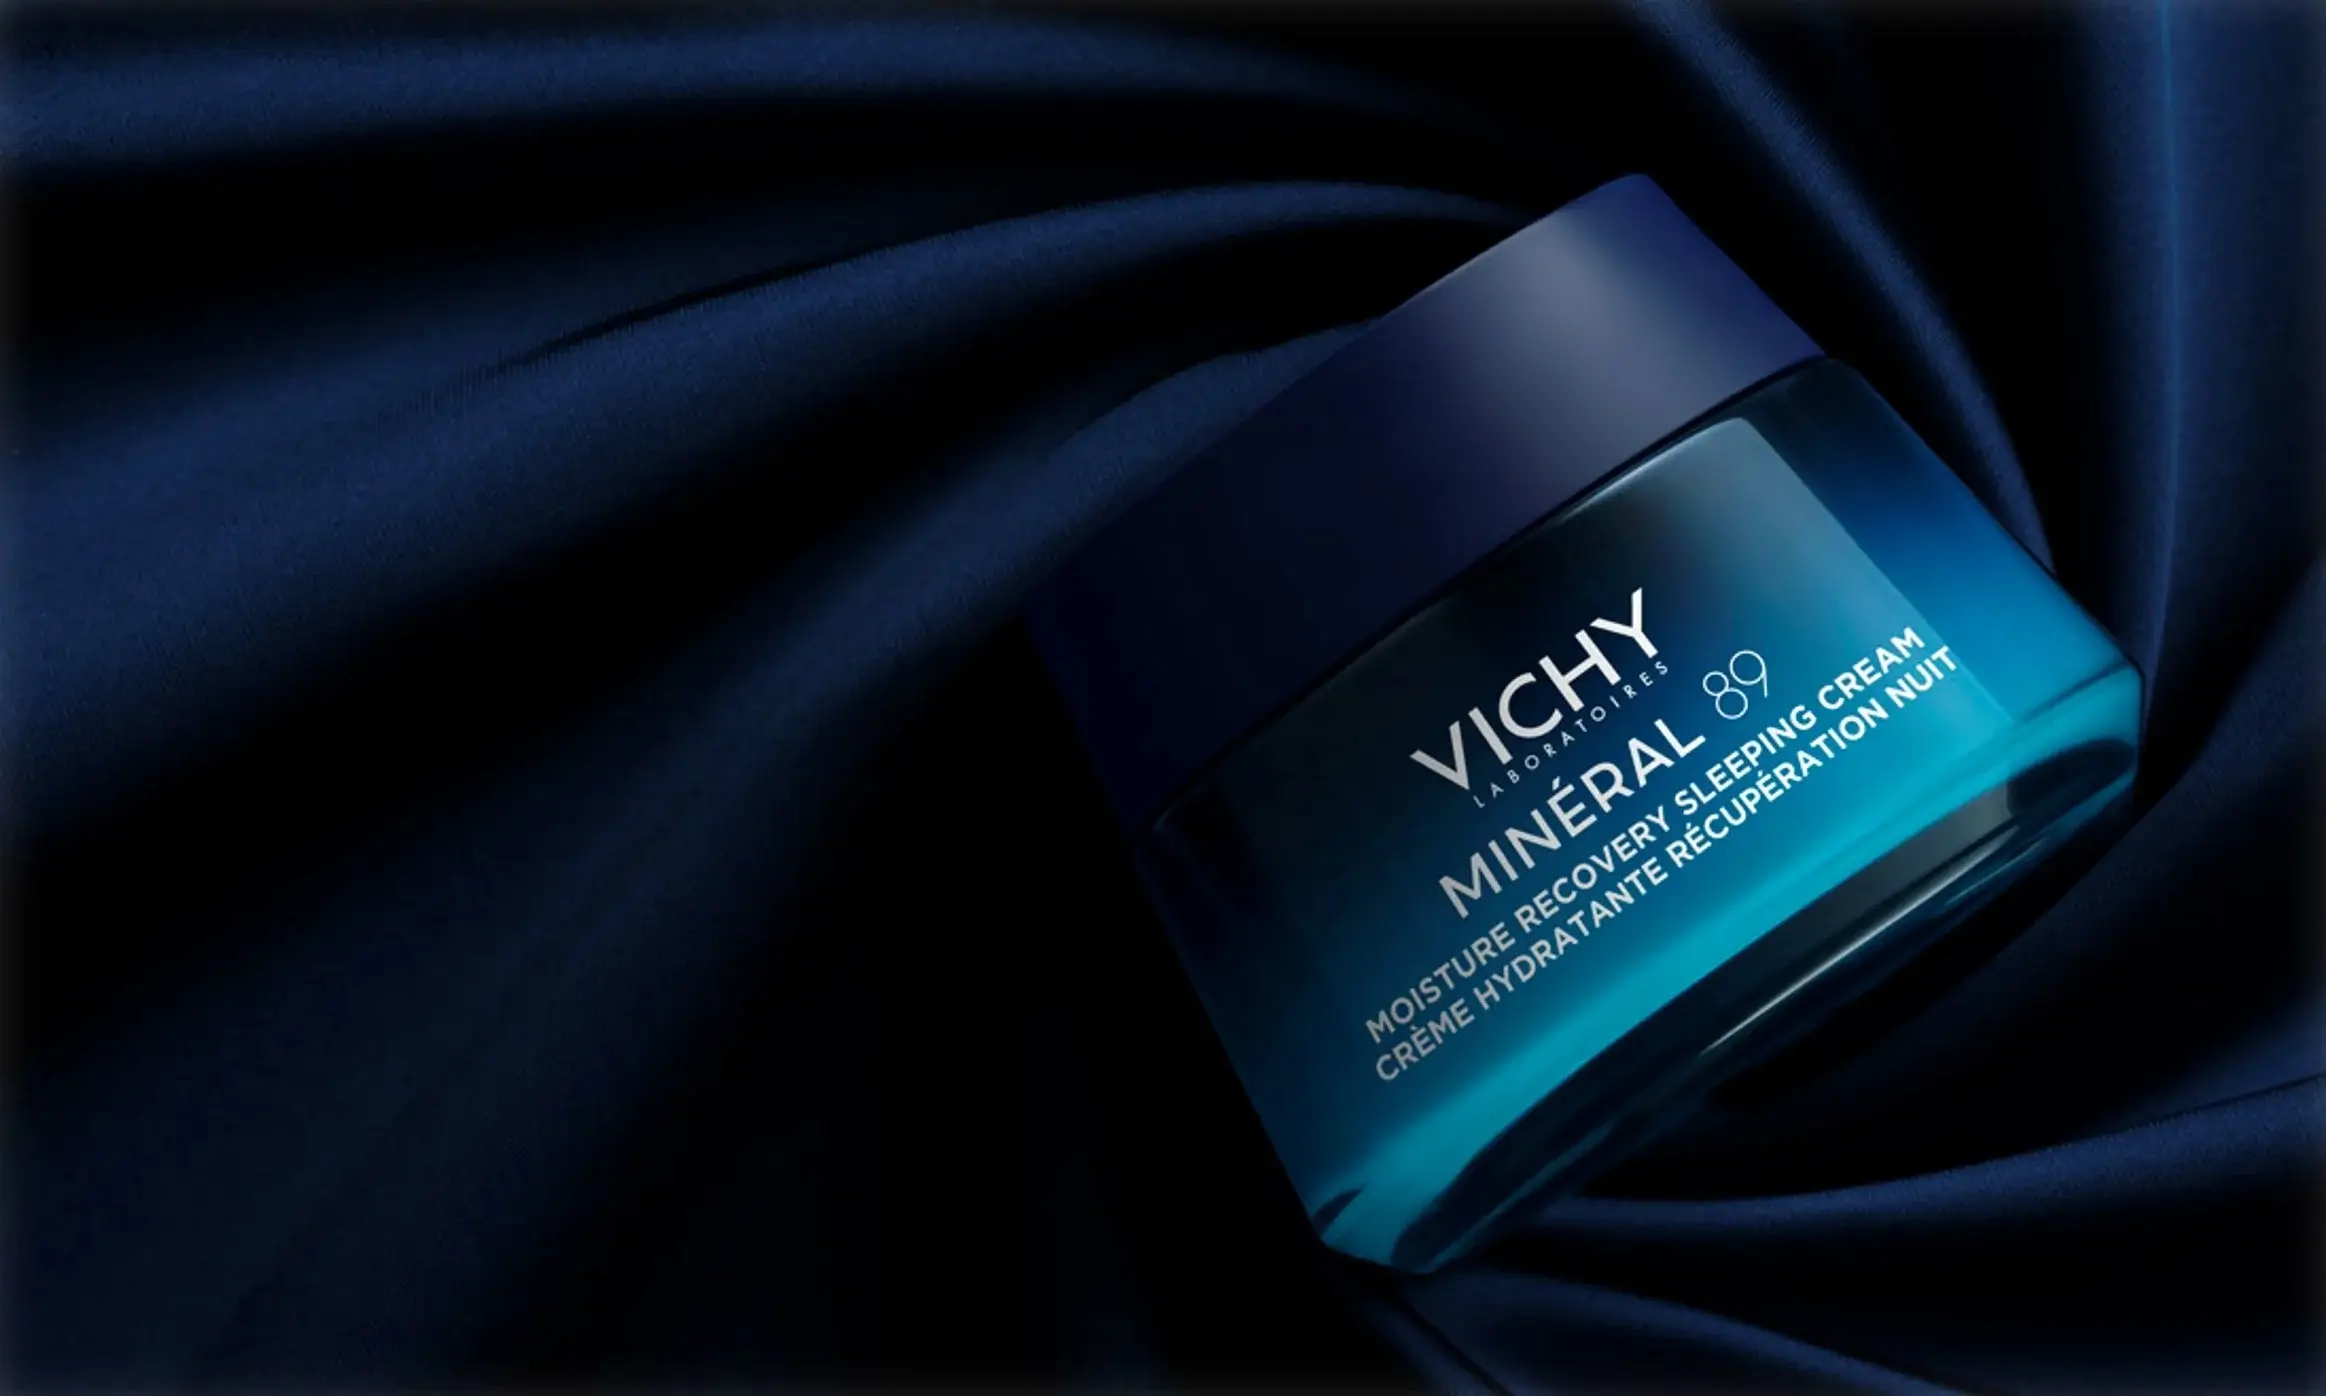 VICHY
LABORATOIRES
MINÉRAL 89
MOISTURE RECOVERY SLEEPING CREAM
CRÈME HYDRATANTE RÉCUPÉRATION NUIT